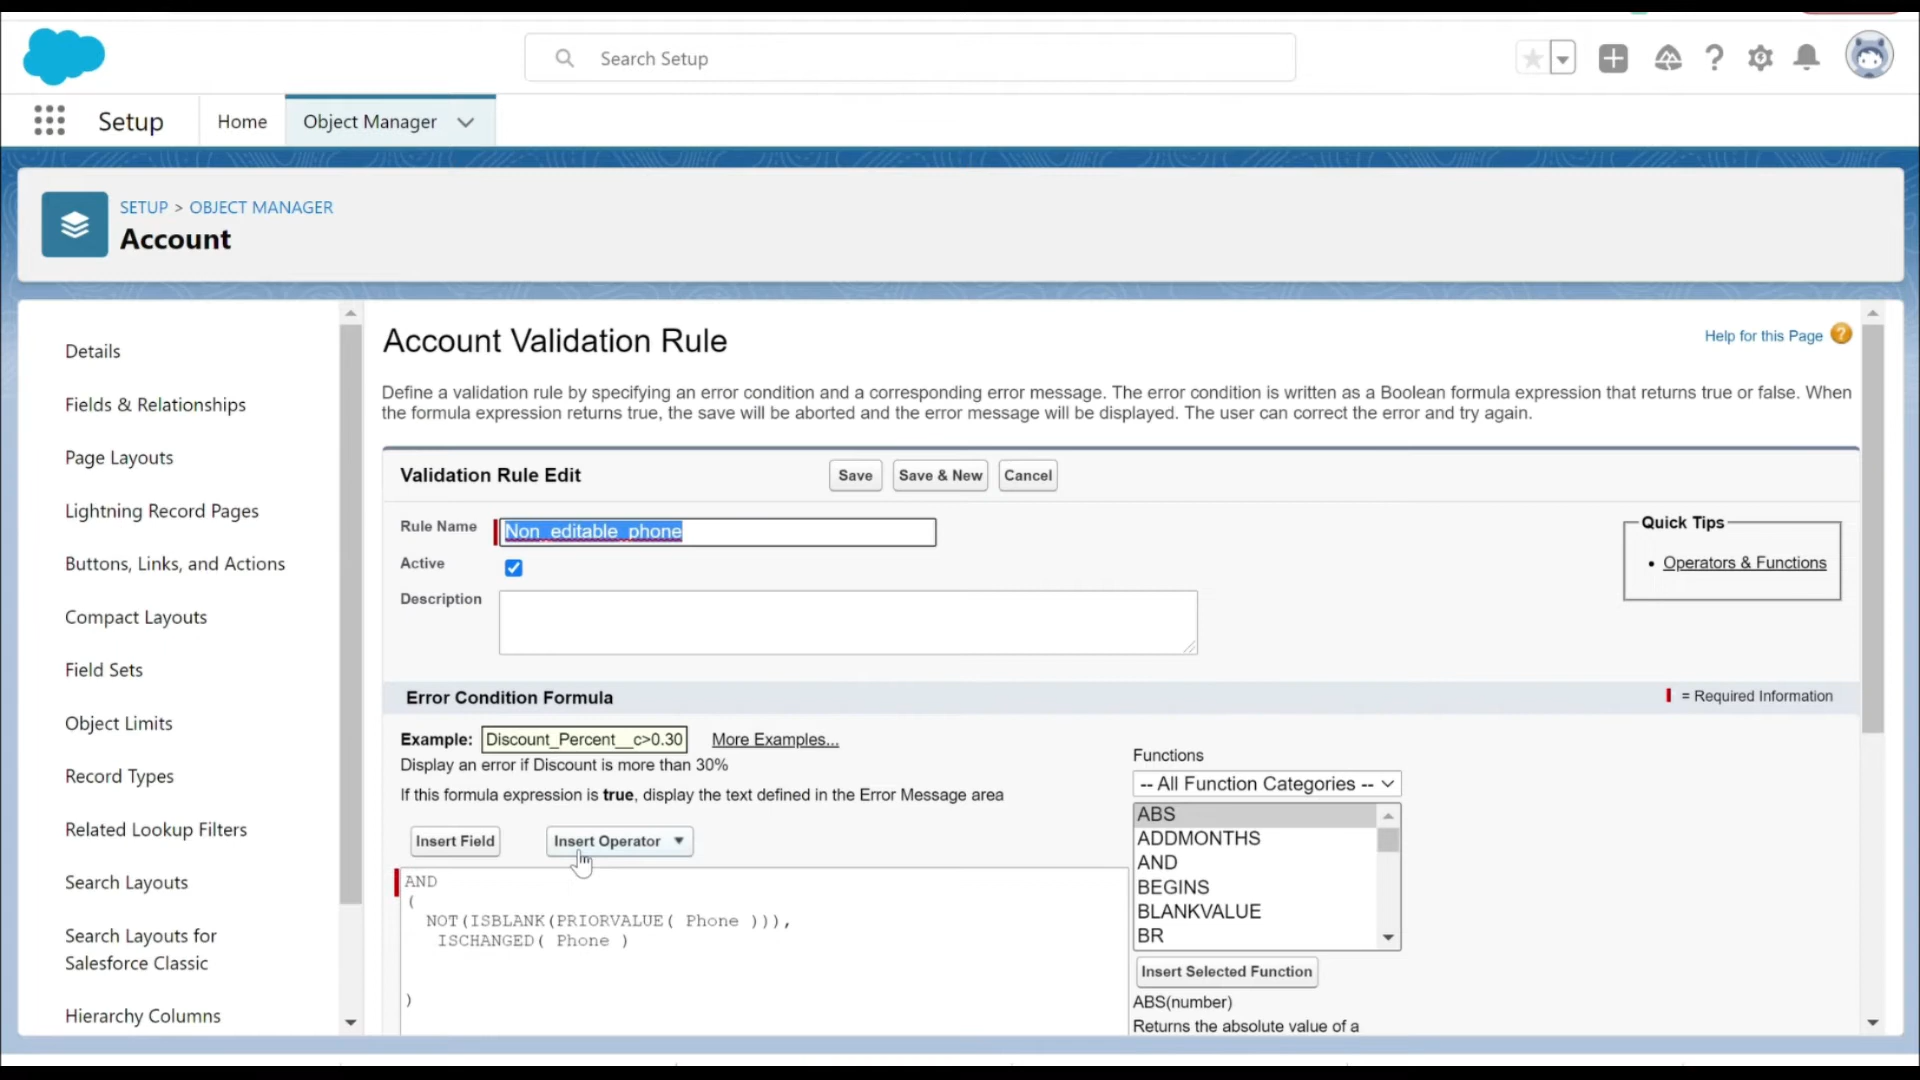 Search Setup
Setup
Home
Object Manager
SETUP > OBJECT MANAGER
Account
Details
Fields & Relationships
Page Layouts
Lightning Record Pages
Buttons, Links, and Actions
Compact Layouts
Field Sets
Object Limits
Record Types
Related Lookup Filters
Search Layouts
Search Layouts for
Salesforce Classic
Hierarchy Columns
Account Validation Rule
Help for this Page
Define a validation rule by specifying an error condition and a corresponding error message. The error condition is written as a Boolean formula expression that returns true or false. When
the formula expression returns true, the save will be aborted and the error message will be displayed. The user can correct the error and try again.
Validation Rule Edit
Save
Save & New
Cancel
Rule Name
Non_editable_phone
Active
Description
Quick Tips
• Operators & Functions
Error Condition Formula
= Required Information
Example:
Discount_Percent__c>0.30
More Examples...
Display an error if Discount is more than 30%
If this formula expression is true, display the text defined in the Error Message area
Insert Field
Insert Operator
AND
(
NOT(ISBLANK(PRIORVALUE( Phone ))),
ISCHANGED( Phone )
)
Functions
-- All Function Categories --
ABS
ADDMONTHS
AND
BEGINS
BLANKVALUE
BR
Insert Selected Function
ABS(number)
Returns the absolute value of a